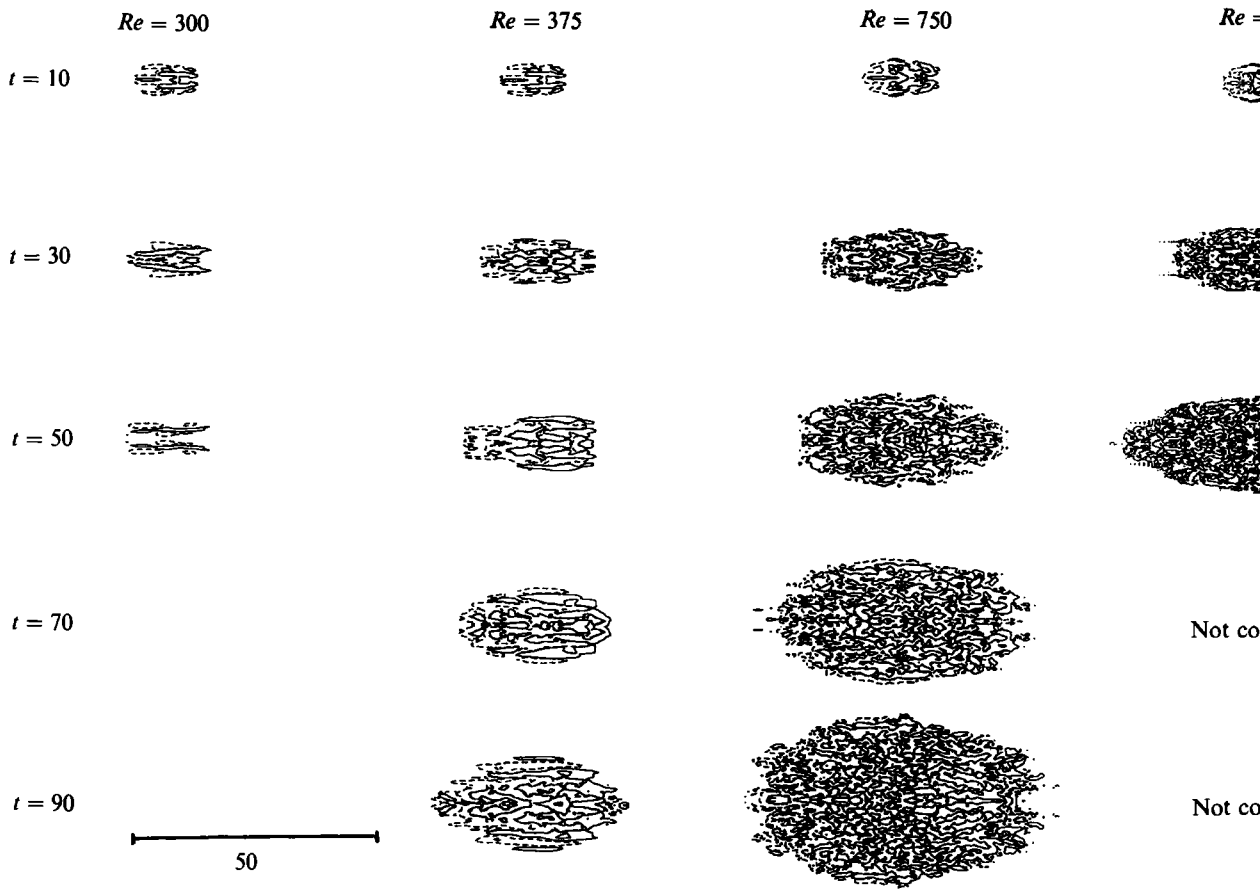 Re = 300 Re = 375 Re = 750 Re =
t = 10
t = 30
t = 50
t = 70 Not co
t = 90 Not co
50